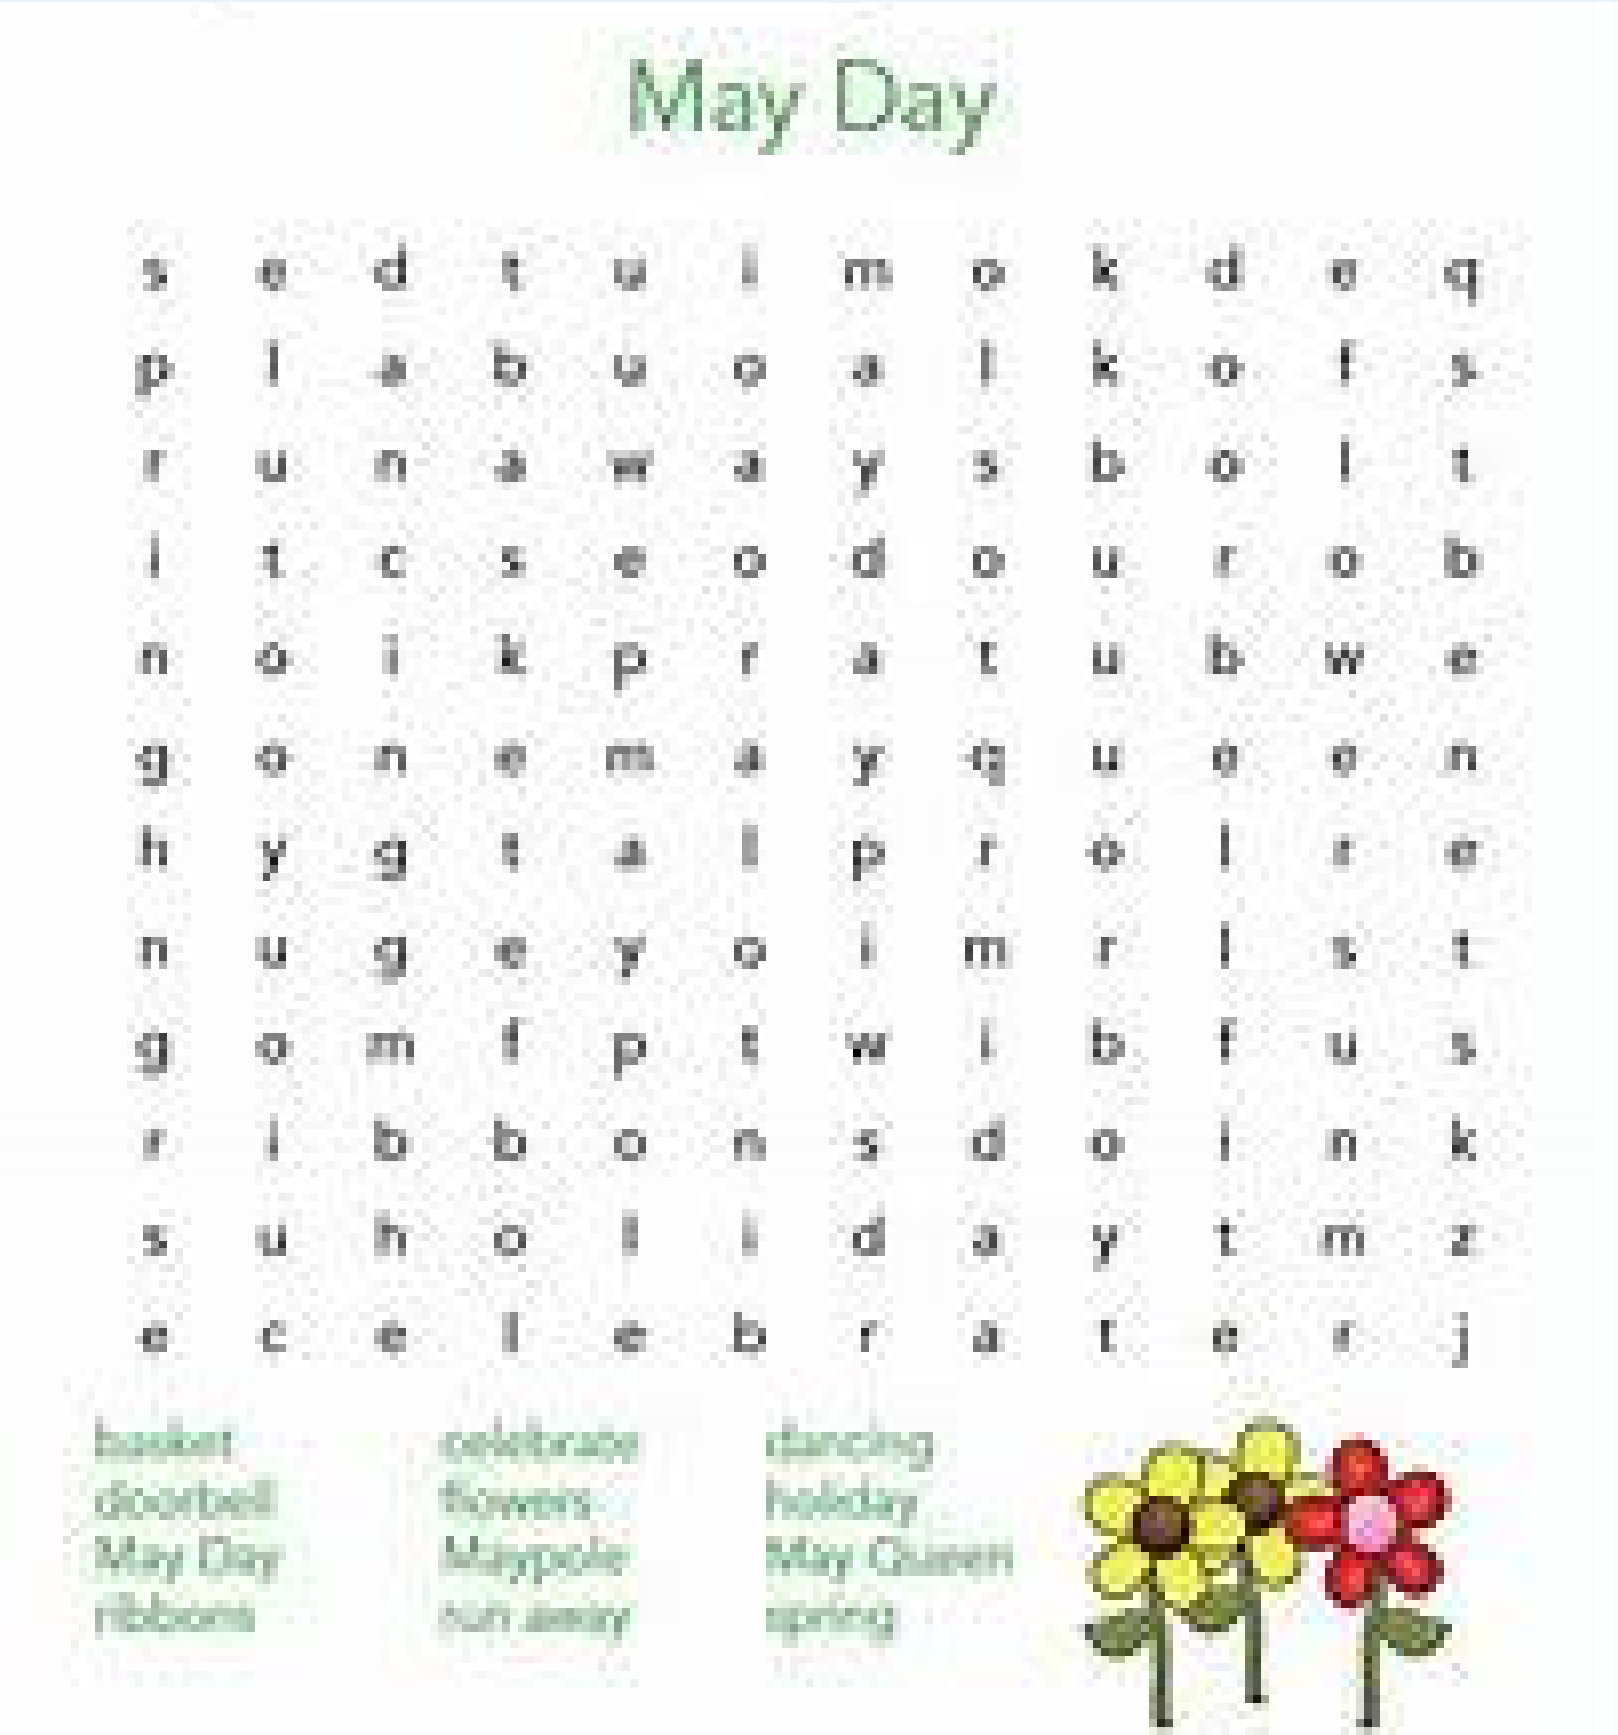 May Day
s e d t u i m o k d e q
p l a b u o a l k o f s
r u n a w a y s b o l t
i t c s e o d o u r o b
n o i k p r a t u b w e
g o n e m a y q u e e n
h y g t a l p r o l r e
n u g e y o i m r l s t
g o m f p t w i b f u s
r i b b o n s d o i n k
s u h o l i d a y t m z
e c e l e b r a t e r j
basket celebrate dancing
doorbell flowers holiday
May Day Maypole May Queen
ribbons run away spring